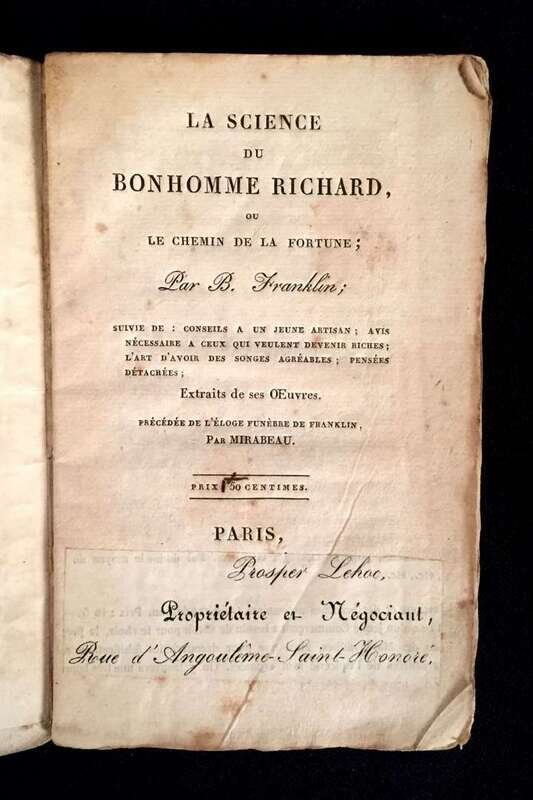 LA SCIENCE
DU
BONHOMME RICHARD,
OU
LE CHEMIN DE LA FORTUNE;
Par B. Franklin;
SUIVIE DE : CONSEILS A UN JEUNE ARTISAN ; AVIS
NÉCESSAIRE A CEUX QUI VEULENT DEVENIR RICHES;
L'ART D'AVOIR DES SONGES AGRÉABLES ; PENSÉES
DÉTACHÉES ;
Extraits de ses OEuvres.
PRÉCÉDÉE DE L'ÉLOGE FUNÈBRE DE FRANKLIN,
PAR MIRABEAU.
PRIX 50 CENTIMES.
PARIS,
Prosper Lehoc,
Propriétaire et Négociant,
Rue d'Angoulême-Saint-Honoré,